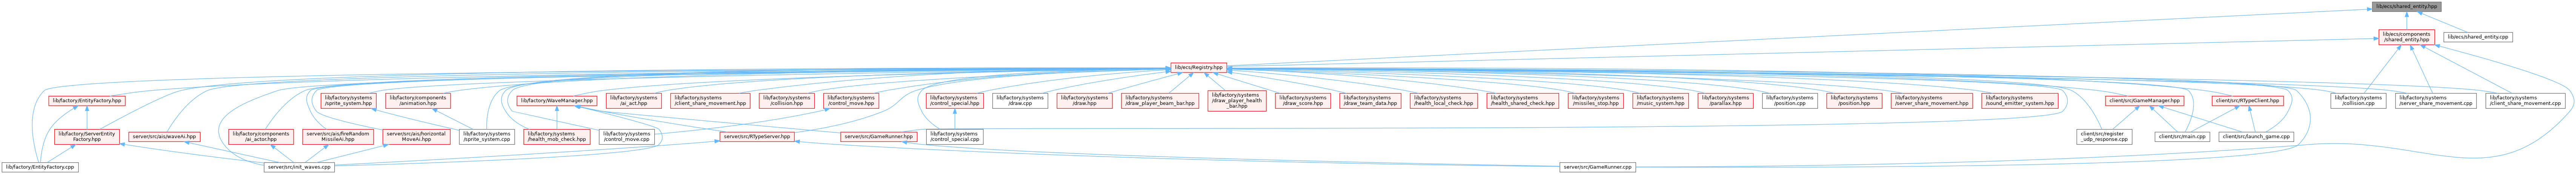 lib/ecs/shared_entity.hpp
lib/ecs/components
/shared_entity.hpp
lib/ecs/shared_entity.cpp
lib/ecs/Registry.hpp
lib/factory/EntityFactory.hpp
lib/factory/systems
/sprite_system.hpp
lib/factory/components
/animation.hpp
lib/factory/WaveManager.hpp
lib/factory/systems
/ai_act.hpp
lib/factory/systems
/client_share_movement.hpp
lib/factory/systems
/collision.hpp
lib/factory/systems
/control_move.hpp
lib/factory/systems
/control_special.hpp
lib/factory/systems
/draw.cpp
lib/factory/systems
/draw.hpp
lib/factory/systems
/draw_player_beam_bar.hpp
lib/factory/systems
/draw_player_health
_bar.hpp
lib/factory/systems
/draw_score.hpp
lib/factory/systems
/draw_team_data.hpp
lib/factory/systems
/health_local_check.hpp
lib/factory/systems
/health_shared_check.hpp
lib/factory/systems
/missiles_stop.hpp
lib/factory/systems
/music_system.hpp
lib/factory/systems
/parallax.hpp
lib/factory/systems
/position.cpp
lib/factory/systems
/position.hpp
lib/factory/systems
/server_share_movement.hpp
lib/factory/systems
/sound_emitter_system.hpp
client/src/GameManager.hpp
client/src/RTypeClient.hpp
lib/factory/systems
/collision.cpp
lib/factory/systems
/server_share_movement.cpp
lib/factory/systems
/client_share_movement.cpp
lib/factory/ServerEntity
Factory.hpp
server/src/ais/waveAi.hpp
lib/factory/components
/ai_actor.hpp
server/src/ais/fireRandom
MissileAi.hpp
server/src/ais/horizontal
MoveAi.hpp
lib/factory/systems
/sprite_system.cpp
lib/factory/systems
/health_mob_check.hpp
lib/factory/systems
/control_move.cpp
server/src/RTypeServer.hpp
server/src/GameRunner.hpp
lib/factory/systems
/control_special.cpp
client/src/register
_udp_response.cpp
client/src/main.cpp
client/src/launch_game.cpp
lib/factory/EntityFactory.cpp
server/src/init_waves.cpp
server/src/GameRunner.cpp